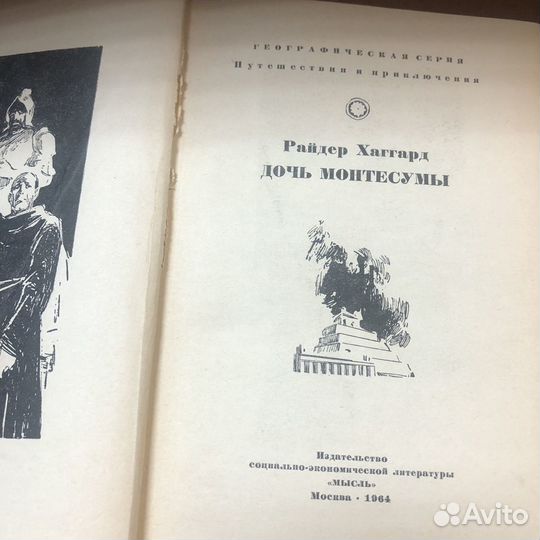 ГЕОГРАФИЧЕСКАЯ СЕРИЯ
Путешествия и приключения
Райдер Хаггард
ДОЧЬ МОНТЕСУМЫ
Издательство
социально-экономической литературы
«МЫСЛЬ»
Москва · 1964
Avito